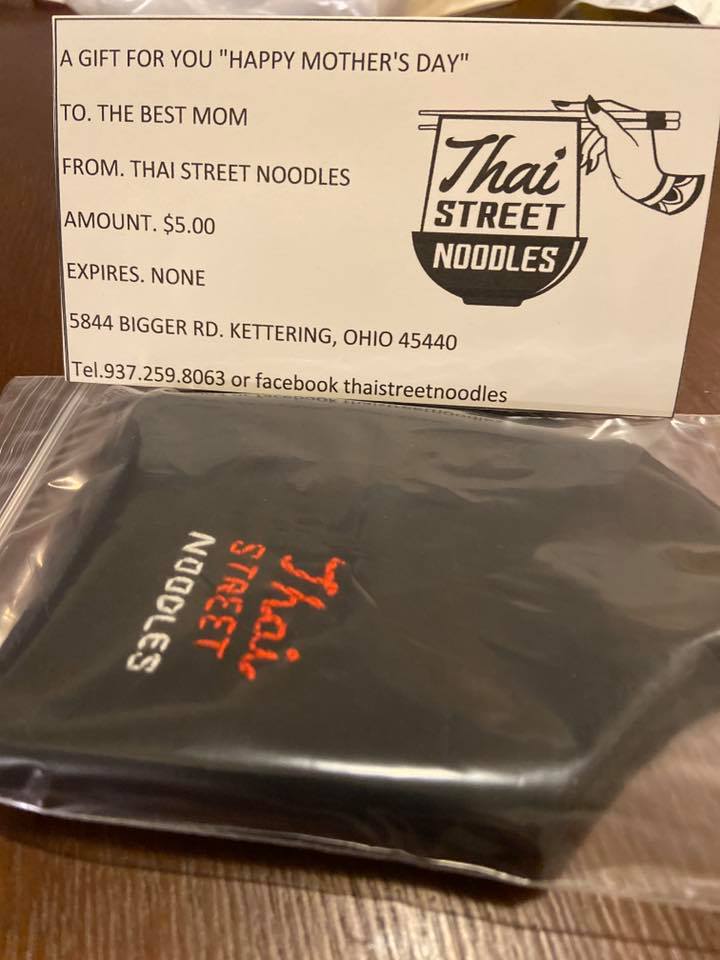 A GIFT FOR YOU "HAPPY MOTHER'S DAY"
TO. THE BEST MOM
FROM. THAI STREET NOODLES
AMOUNT. $5.00
EXPIRES. NONE
5844 BIGGER RD. KETTERING, OHIO 45440
Tel.937.259.8063 or facebook thaistreetnoodles
Thai
STREET
NOODLES
Thai
STREET
NOODLES